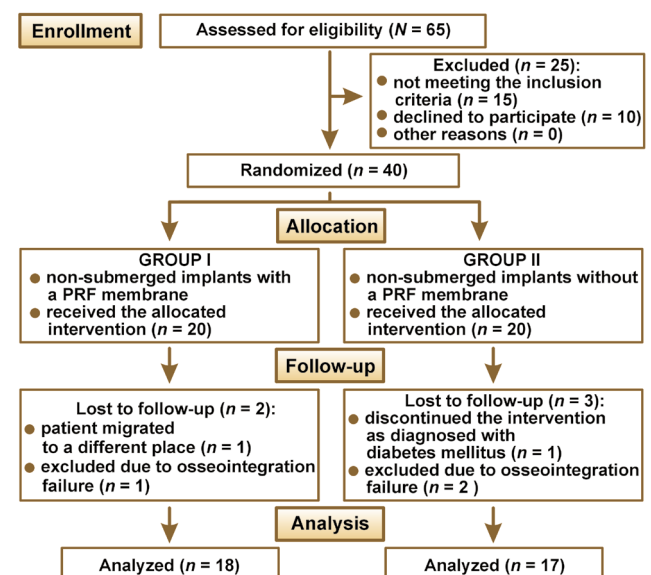 Enrollment
Assessed for eligibility (N = 65)
Excluded (n = 25):
not meeting the inclusion
criteria (n = 15)
declined to participate (n = 10)
other reasons (n = 0)
Randomized (n = 40)
Allocation
GROUP I
non-submerged implants with
a PRF membrane
received the allocated
intervention (n = 20)
GROUP II
non-submerged implants without
a PRF membrane
received the allocated
intervention (n = 20)
Follow-up
Lost to follow-up (n = 2):
patient migrated
to a different place (n = 1)
excluded due to osseointegration
failure (n = 1)
Lost to follow-up (n = 3):
discontinued the intervention
as diagnosed with
diabetes mellitus (n = 1)
excluded due to osseointegration
failure (n = 2 )
Analysis
Analyzed (n = 18)
Analyzed (n = 17)